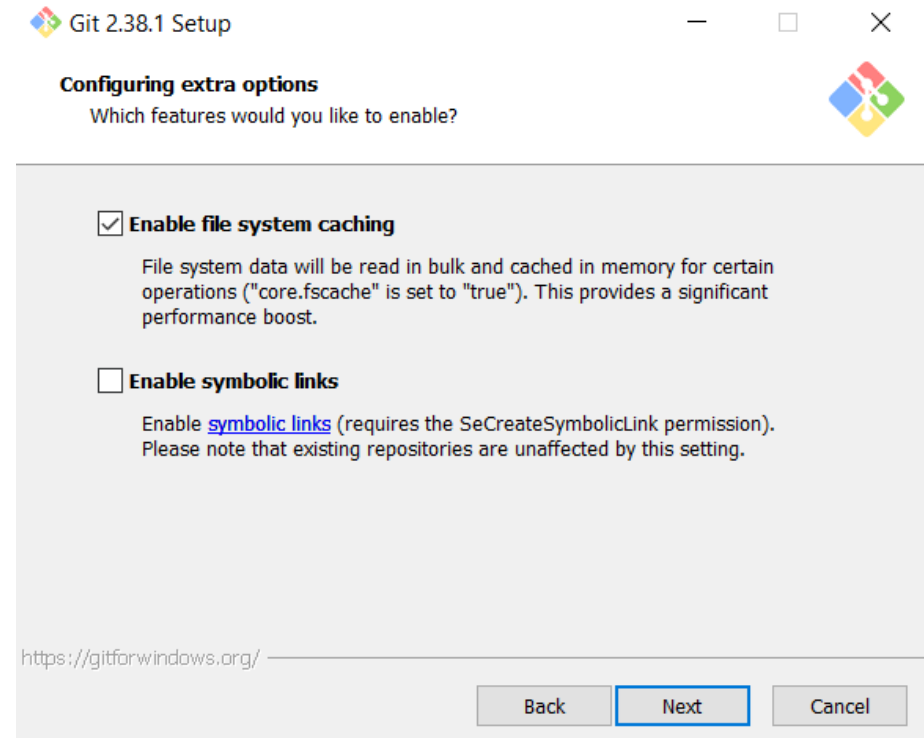 Git 2.38.1 Setup
Configuring extra options
Which features would you like to enable?
Enable file system caching
File system data will be read in bulk and cached in memory for certain
operations ("core.fscache" is set to "true"). This provides a significant
performance boost.
Enable symbolic links
Enable symbolic links (requires the SeCreateSymbolicLink permission).
Please note that existing repositories are unaffected by this setting.
https://gitforwindows.org/
Back Next Cancel